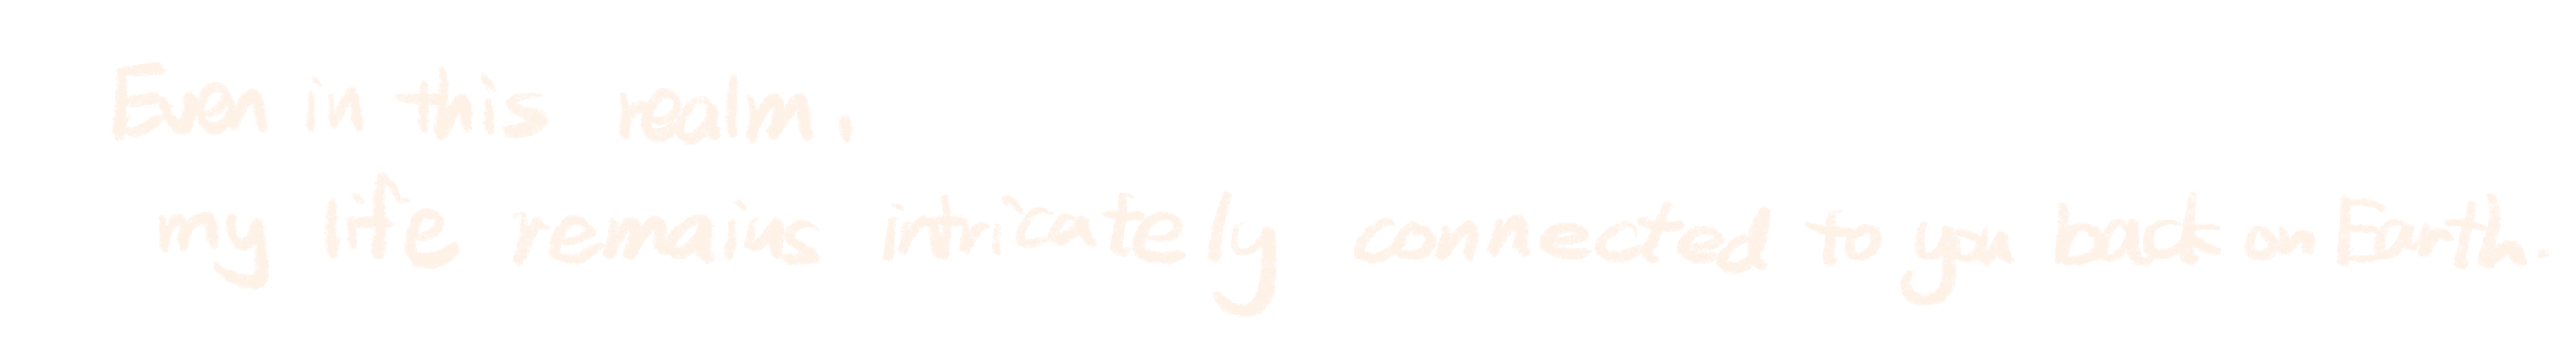 Even in this realm,
my life remains intricately connected to you back on Earth.